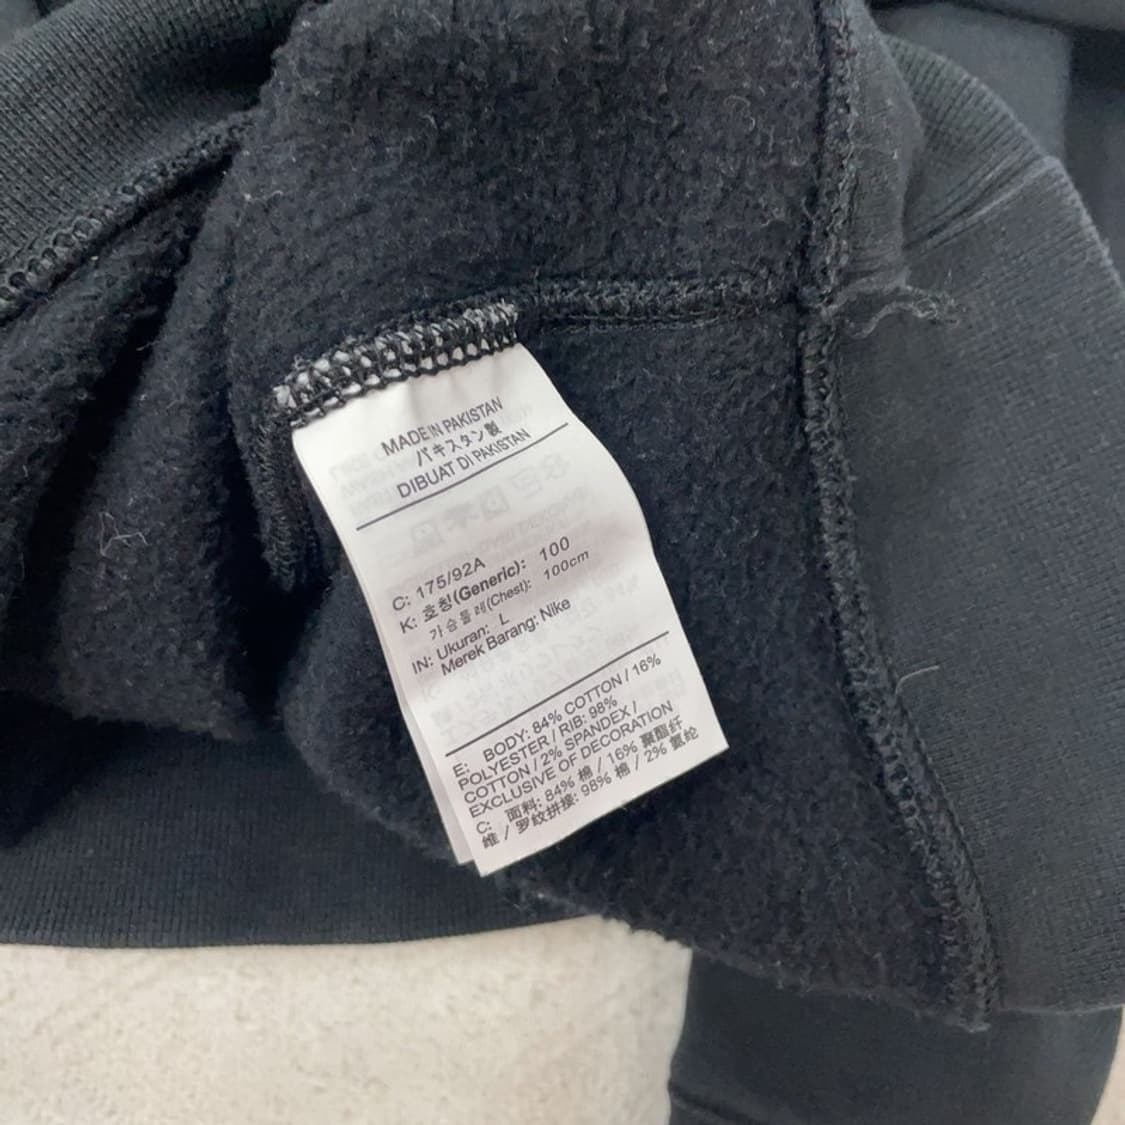 MADE IN PAKISTAN
パキスタン製
DIBUAT DI PAKISTAN
C: 175/92A
K: 호칭(Generic): 100
가슴둘레(Chest): 100cm
IN: Ukuran: L
Merek Barang: Nike
E: BODY: 84% COTTON / 16%
POLYESTER / RIB: 98%
COTTON / 2% SPANDEX /
EXCLUSIVE OF DECORATION
C: 面料: 84% 棉 / 16% 聚酯纤
维 / 罗纹拼接: 98% 棉 / 2% 氨纶